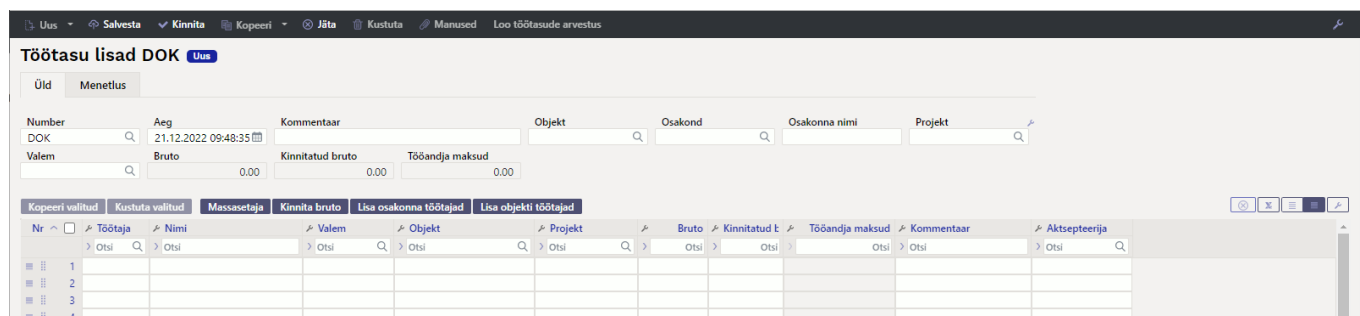 Uus Salvesta Kinnita Kopeeri Jäta Kustuta Manused Loo töötasude arvestus
Töötasu lisad DOK Uus
Üld Menetlus
Number Aeg Kommentaar Objekt Osakond Osakonna nimi Projekt
DOK 21.12.2022 09:48:35
Valem Bruto Kinnitatud bruto Tööandja maksud
0.00 0.00 0.00
Kopeeri valitud Kustuta valitud Massasetaja Kinnita bruto Lisa osakonna töötajad Lisa objekti töötajad
Nr Töötaja Nimi Valem Objekt Projekt Bruto Kinnitatud b Tööandja maksud Kommentaar Aktsepteerija
Otsi Otsi Otsi Otsi Otsi Otsi Otsi Otsi Otsi Otsi
1
2
3